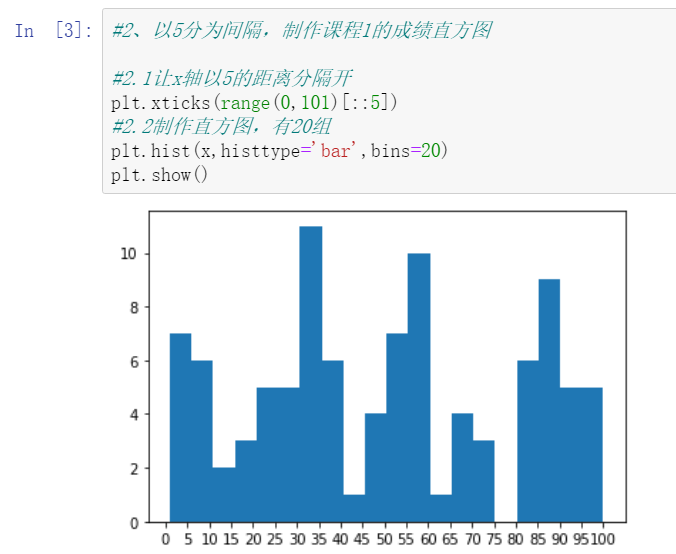 In [3]: #2、以5分为间隔，制作课程1的成绩直方图
#2.1让x轴以5的距离分隔开
plt.xticks(range(0,101)[::5])
#2.2制作直方图，有20组
plt.hist(x,histtype='bar',bins=20)
plt.show()
10
8
6
4
2
0
0 5 10 15 20 25 30 35 40 45 50 55 60 65 70 75 80 85 90 95 100